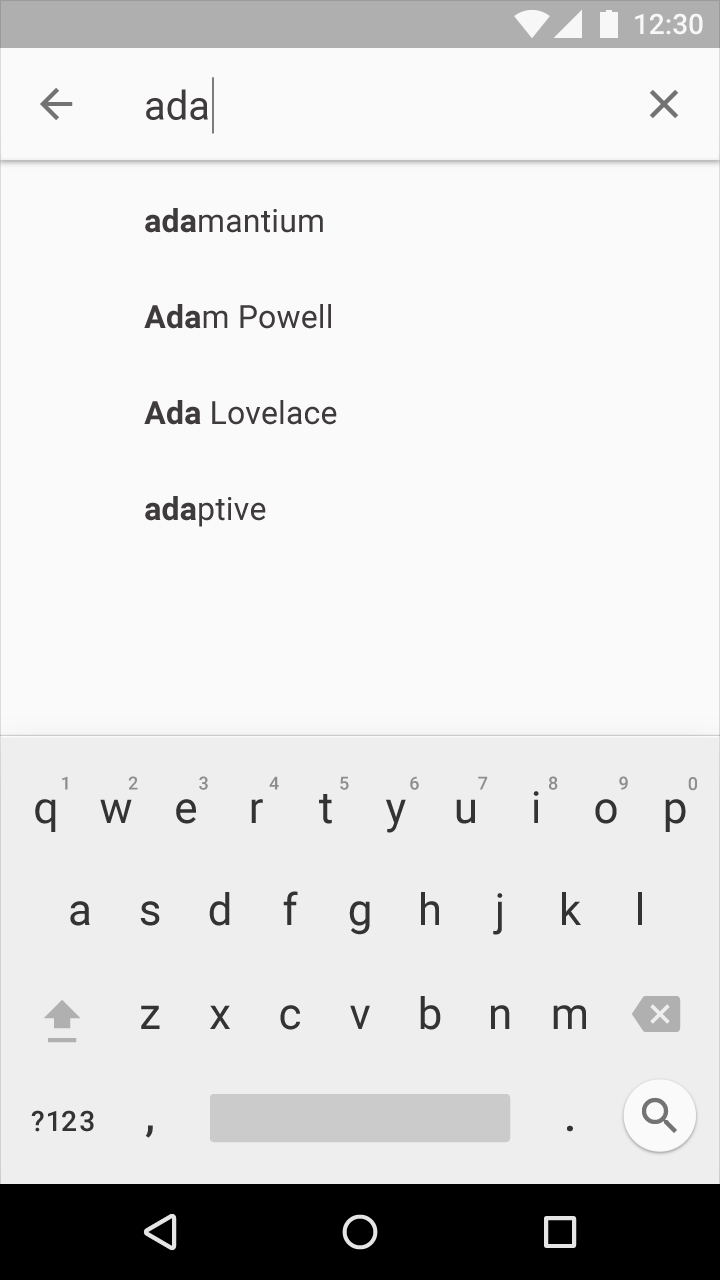 12:30
ada
adamantium
Adam Powell
Ada Lovelace
adaptive
1 2 3 4 5 6 7 8 9 0
q w e r t y u i o p
a s d f g h j k l
z x c v b n m
?123 , .